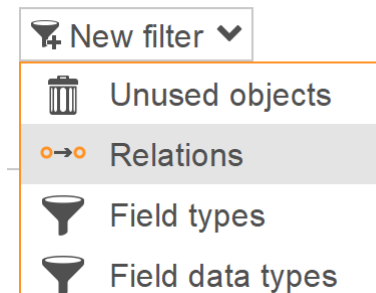 New filter
Unused objects
Relations
Field types
Field data types